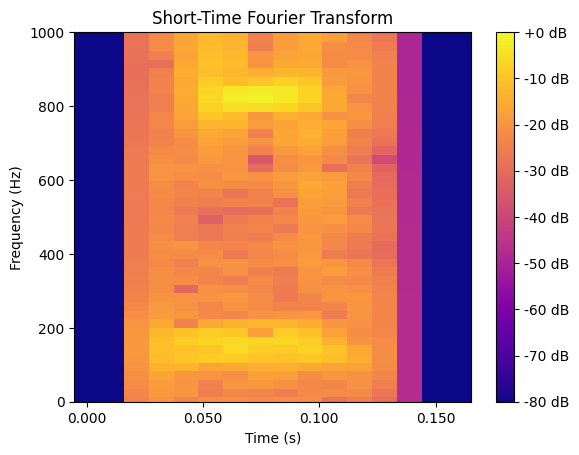 Short-Time Fourier Transform
Frequency (Hz)
1000
800
600
400
200
0
0.000
0.050
0.100
0.150
Time (s)
+0 dB
-10 dB
-20 dB
-30 dB
-40 dB
-50 dB
-60 dB
-70 dB
-80 dB